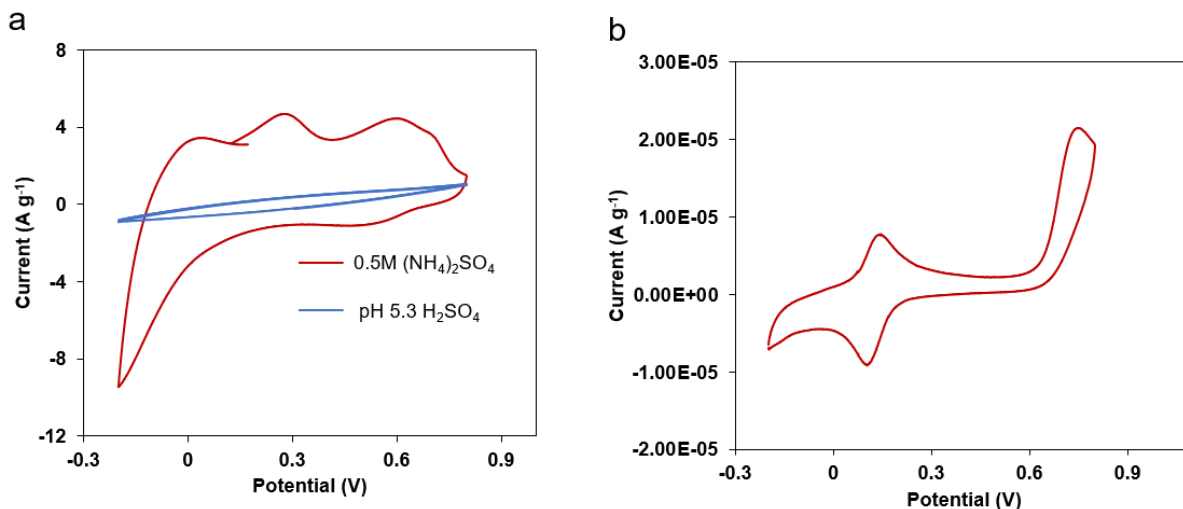 a
8
4
0
-4
-8
-12
-0.3 0 0.3 0.6 0.9
Current (A g⁻¹)
Potential (V)
0.5M (NH₄)₂SO₄
pH 5.3 H₂SO₄
b
3.00E-05
2.00E-05
1.00E-05
0.00E+00
-1.00E-05
-2.00E-05
-0.3 0 0.3 0.6 0.9
Current (A g⁻¹)
Potential (V)